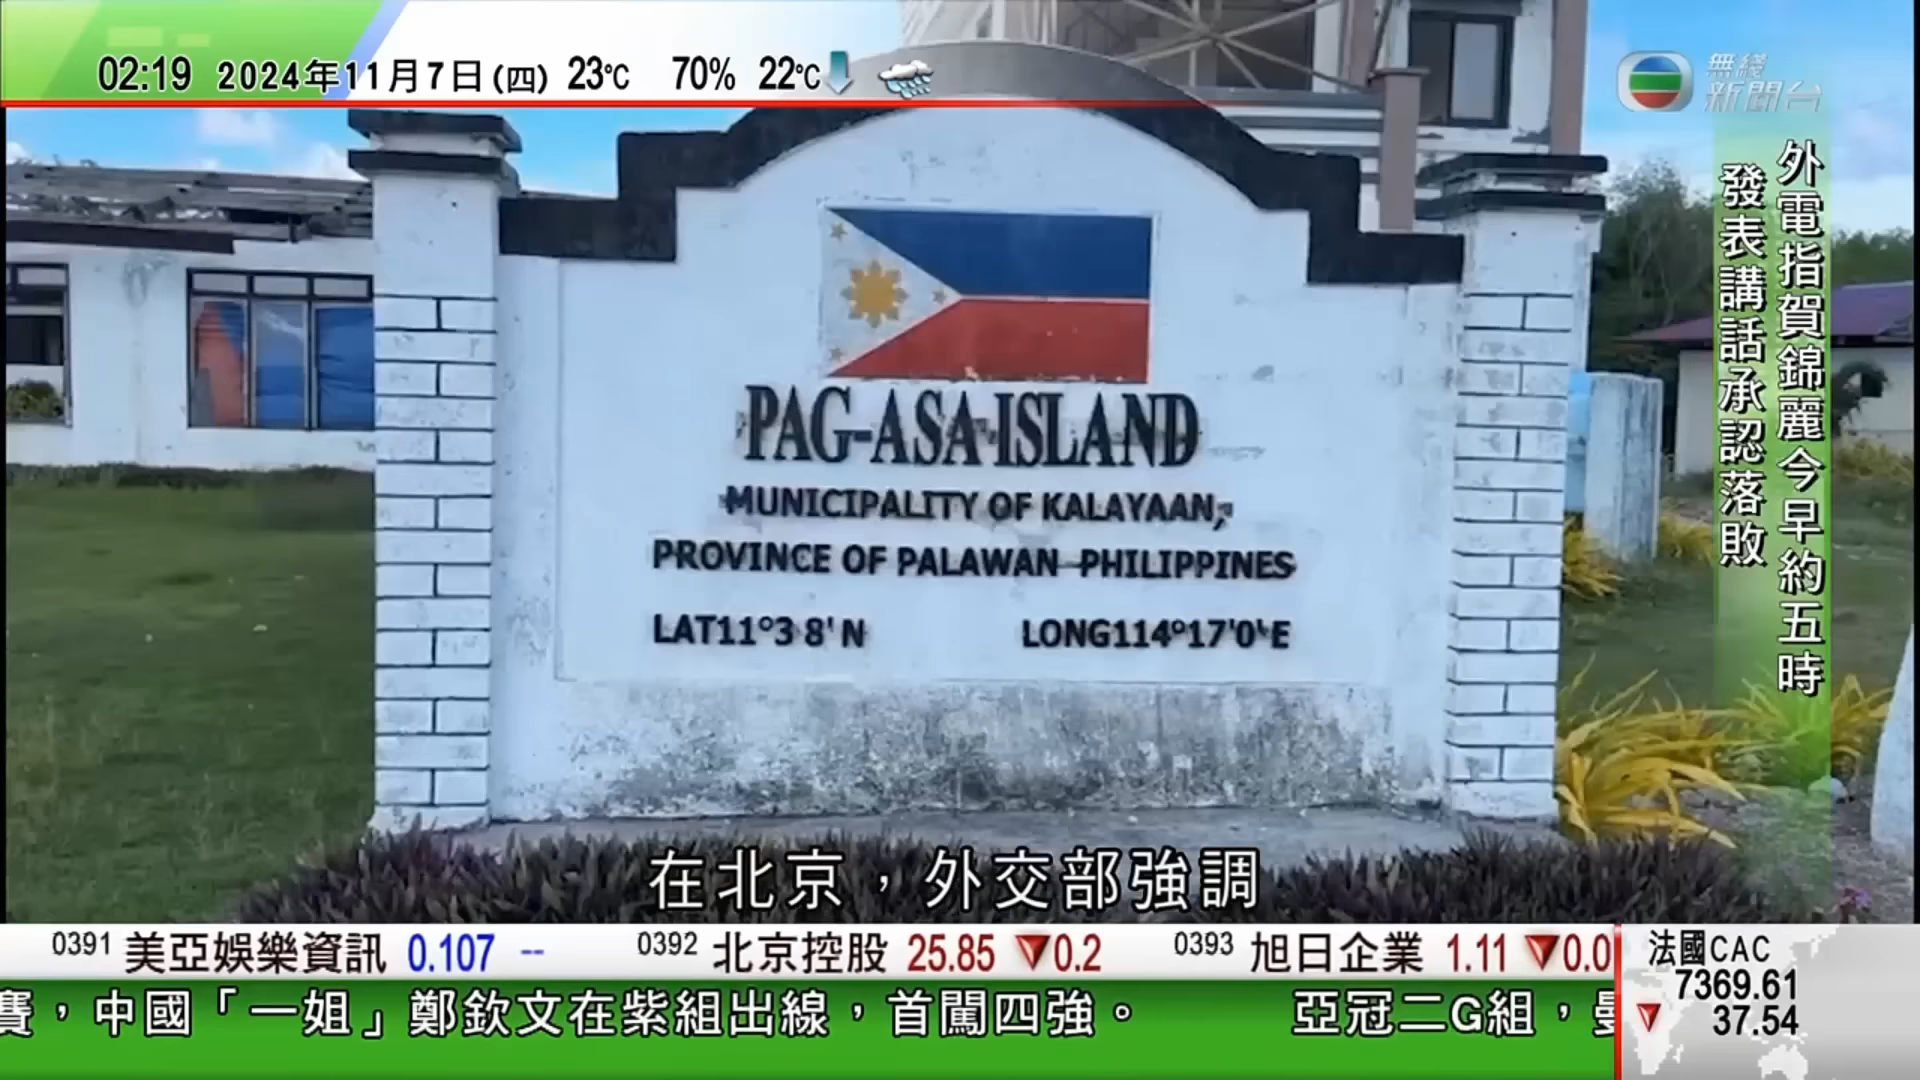 02:19 2024年11月7日(四) 23℃ 70% 22℃
無綫
新聞台
外電指賀錦麗今早約五時
發表講話承認落敗
PAG-ASA ISLAND
MUNICIPALITY OF KALAYAAN,
PROVINCE OF PALAWAN PHILIPPINES
LAT11°3 8' N LONG114°17'0" E
在北京，外交部強調
0391 美亞娛樂資訊 0.107 -- 0392 北京控股 25.85 ▼0.2 0393 旭日企業 1.11 ▼0.0
法國CAC
7369.61
▼ 37.54
賽，中國「一姐」鄭欽文在紫組出線，首闖四強。 亞冠二G組，